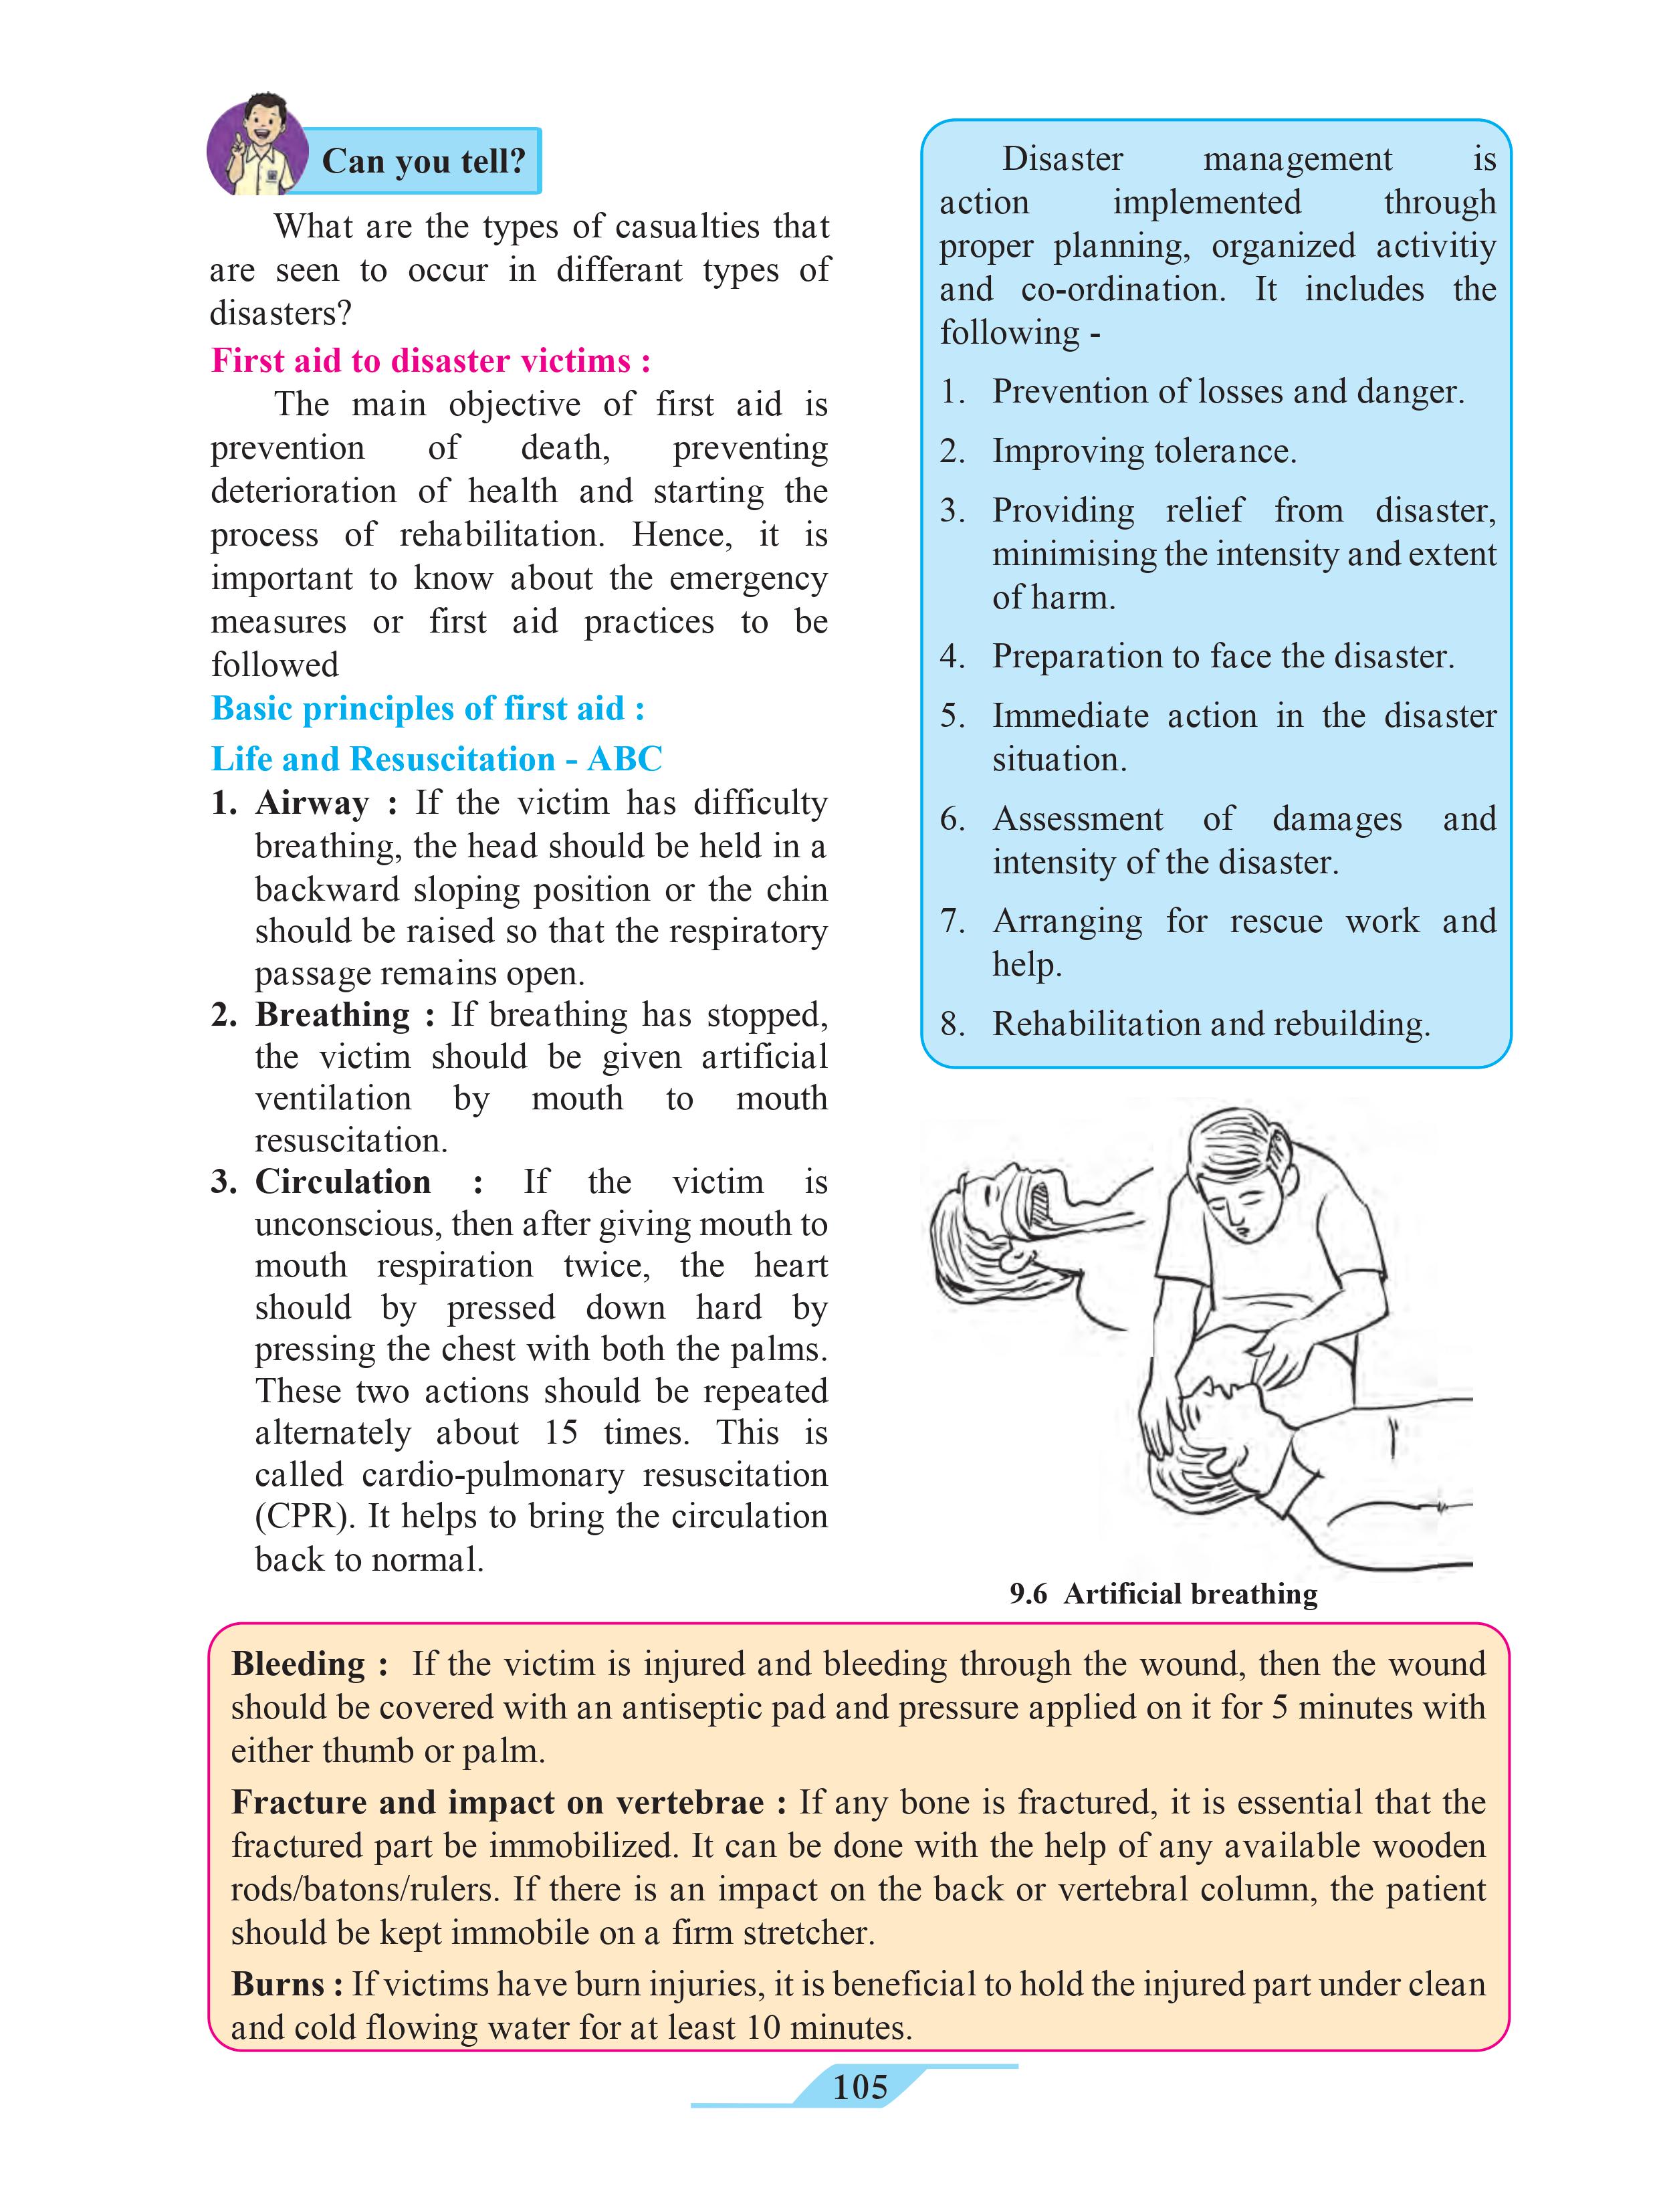 Can you tell?
What are the types of casualties that
are seen to occur in differant types of
disasters?
First aid to disaster victims :
The main objective of first aid is
prevention of death, preventing
deterioration of health and starting the
process of rehabilitation. Hence, it is
important to know about the emergency
measures or first aid practices to be
followed
Basic principles of first aid :
Life and Resuscitation - ABC
1. Airway : If the victim has difficulty
breathing, the head should be held in a
backward sloping position or the chin
should be raised so that the respiratory
passage remains open.
2. Breathing : If breathing has stopped,
the victim should be given artificial
ventilation by mouth to mouth
resuscitation.
3. Circulation : If the victim is
unconscious, then after giving mouth to
mouth respiration twice, the heart
should by pressed down hard by
pressing the chest with both the palms.
These two actions should be repeated
alternately about 15 times. This is
called cardio-pulmonary resuscitation
(CPR). It helps to bring the circulation
back to normal.
Disaster management is
action implemented through
proper planning, organized activitiy
and co-ordination. It includes the
following -
1. Prevention of losses and danger.
2. Improving tolerance.
3. Providing relief from disaster,
minimising the intensity and extent
of harm.
4. Preparation to face the disaster.
5. Immediate action in the disaster
situation.
6. Assessment of damages and
intensity of the disaster.
7. Arranging for rescue work and
help.
8. Rehabilitation and rebuilding.
9.6 Artificial breathing
Bleeding : If the victim is injured and bleeding through the wound, then the wound
should be covered with an antiseptic pad and pressure applied on it for 5 minutes with
either thumb or palm.
Fracture and impact on vertebrae : If any bone is fractured, it is essential that the
fractured part be immobilized. It can be done with the help of any available wooden
rods/batons/rulers. If there is an impact on the back or vertebral column, the patient
should be kept immobile on a firm stretcher.
Burns : If victims have burn injuries, it is beneficial to hold the injured part under clean
and cold flowing water for at least 10 minutes.
105